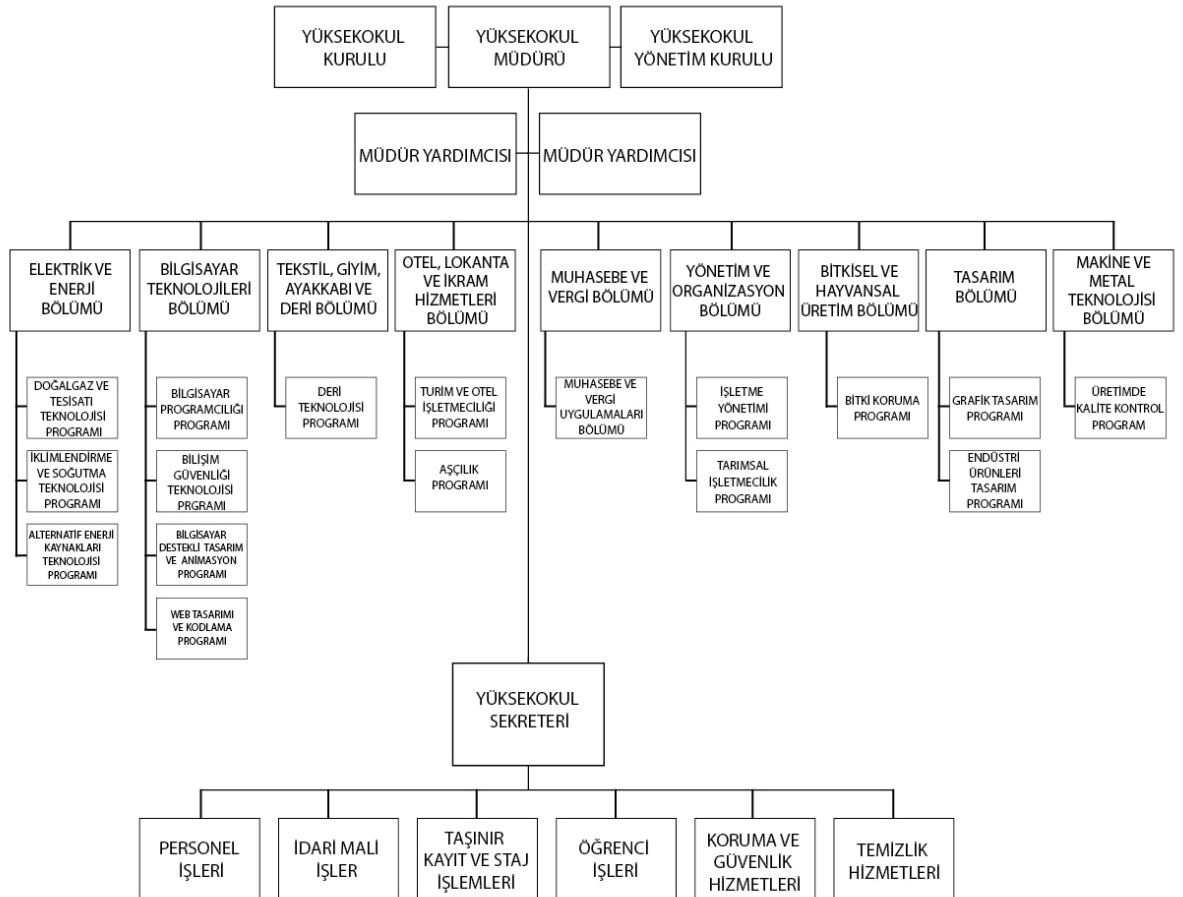 YÜKSEKOKUL
KURULU
YÜKSEKOKUL
MÜDÜRÜ
YÜKSEKOKUL
YÖNETİM KURULU
MÜDÜR YARDIMCISI
MÜDÜR YARDIMCISI
ELEKTRİK VE
ENERJİ
BÖLÜMÜ
BİLGİSAYAR
TEKNOLOJİLERİ
BÖLÜMÜ
TEKSTİL, GİYİM,
AYAKKABI VE
DERİ BÖLÜMÜ
OTEL, LOKANTA
VE İKRAM
HİZMETLERİ
BÖLÜMÜ
MUHASEBE VE
VERGİ BÖLÜMÜ
YÖNETİM VE
ORGANİZASYON
BÖLÜMÜ
BİTKİSEL VE
HAYVANSAL
ÜRETİM BÖLÜMÜ
TASARIM
BÖLÜMÜ
MAKİNE VE
METAL
TEKNOLOJİSİ
BÖLÜMÜ
DOĞALGAZ VE
TESİSATI
TEKNOLOJİSİ
PROGRAMI
İKLİMLENDİRME
VE SOĞUTMA
TEKNOLOJİSİ
PROGRAMI
ALTERNATİF ENERJİ
KAYNAKLARI
TEKNOLOJİSİ
PROGRAMI
BİLGİSAYAR
PROGRAMCILIĞI
PROGRAMI
BİLİŞİM
GÜVENLİĞİ
TEKNOLOJİSİ
PRGRAMI
BİLGİSAYAR
DESTEKLİ TASARIM
VE ANİMASYON
PROGRAMI
WEB TASARIMI
VE KODLAMA
PROGRAMI
DERİ
TEKNOLOJİSİ
PROGRAMI
TURİM VE OTEL
İŞLETMECİLİĞİ
PROGRAMI
AŞÇILIK
PROGRAMI
MUHASEBE VE
VERGİ
UYGULAMALARI
BÖLÜMÜ
İŞLETME
YÖNETİMİ
PROGRAMI
TARIMSAL
İŞLETMECİLİK
PROGRAMI
BİTKİ KORUMA
PROGRAMI
GRAFİK TASARIM
PROGRAMI
ENDÜSTRİ
ÜRÜNLERİ
TASARIM
PROGRAMI
ÜRETİMDE
KALİTE KONTROL
PROGRAM
YÜKSEKOKUL
SEKRETERİ
PERSONEL
İŞLERİ
İDARİ MALİ
İŞLER
TAŞINIR
KAYIT VE STAJ
İŞLEMLERİ
ÖĞRENCİ
İŞLERİ
KORUMA VE
GÜVENLİK
HİZMETLERİ
TEMİZLİK
HİZMETLERİ